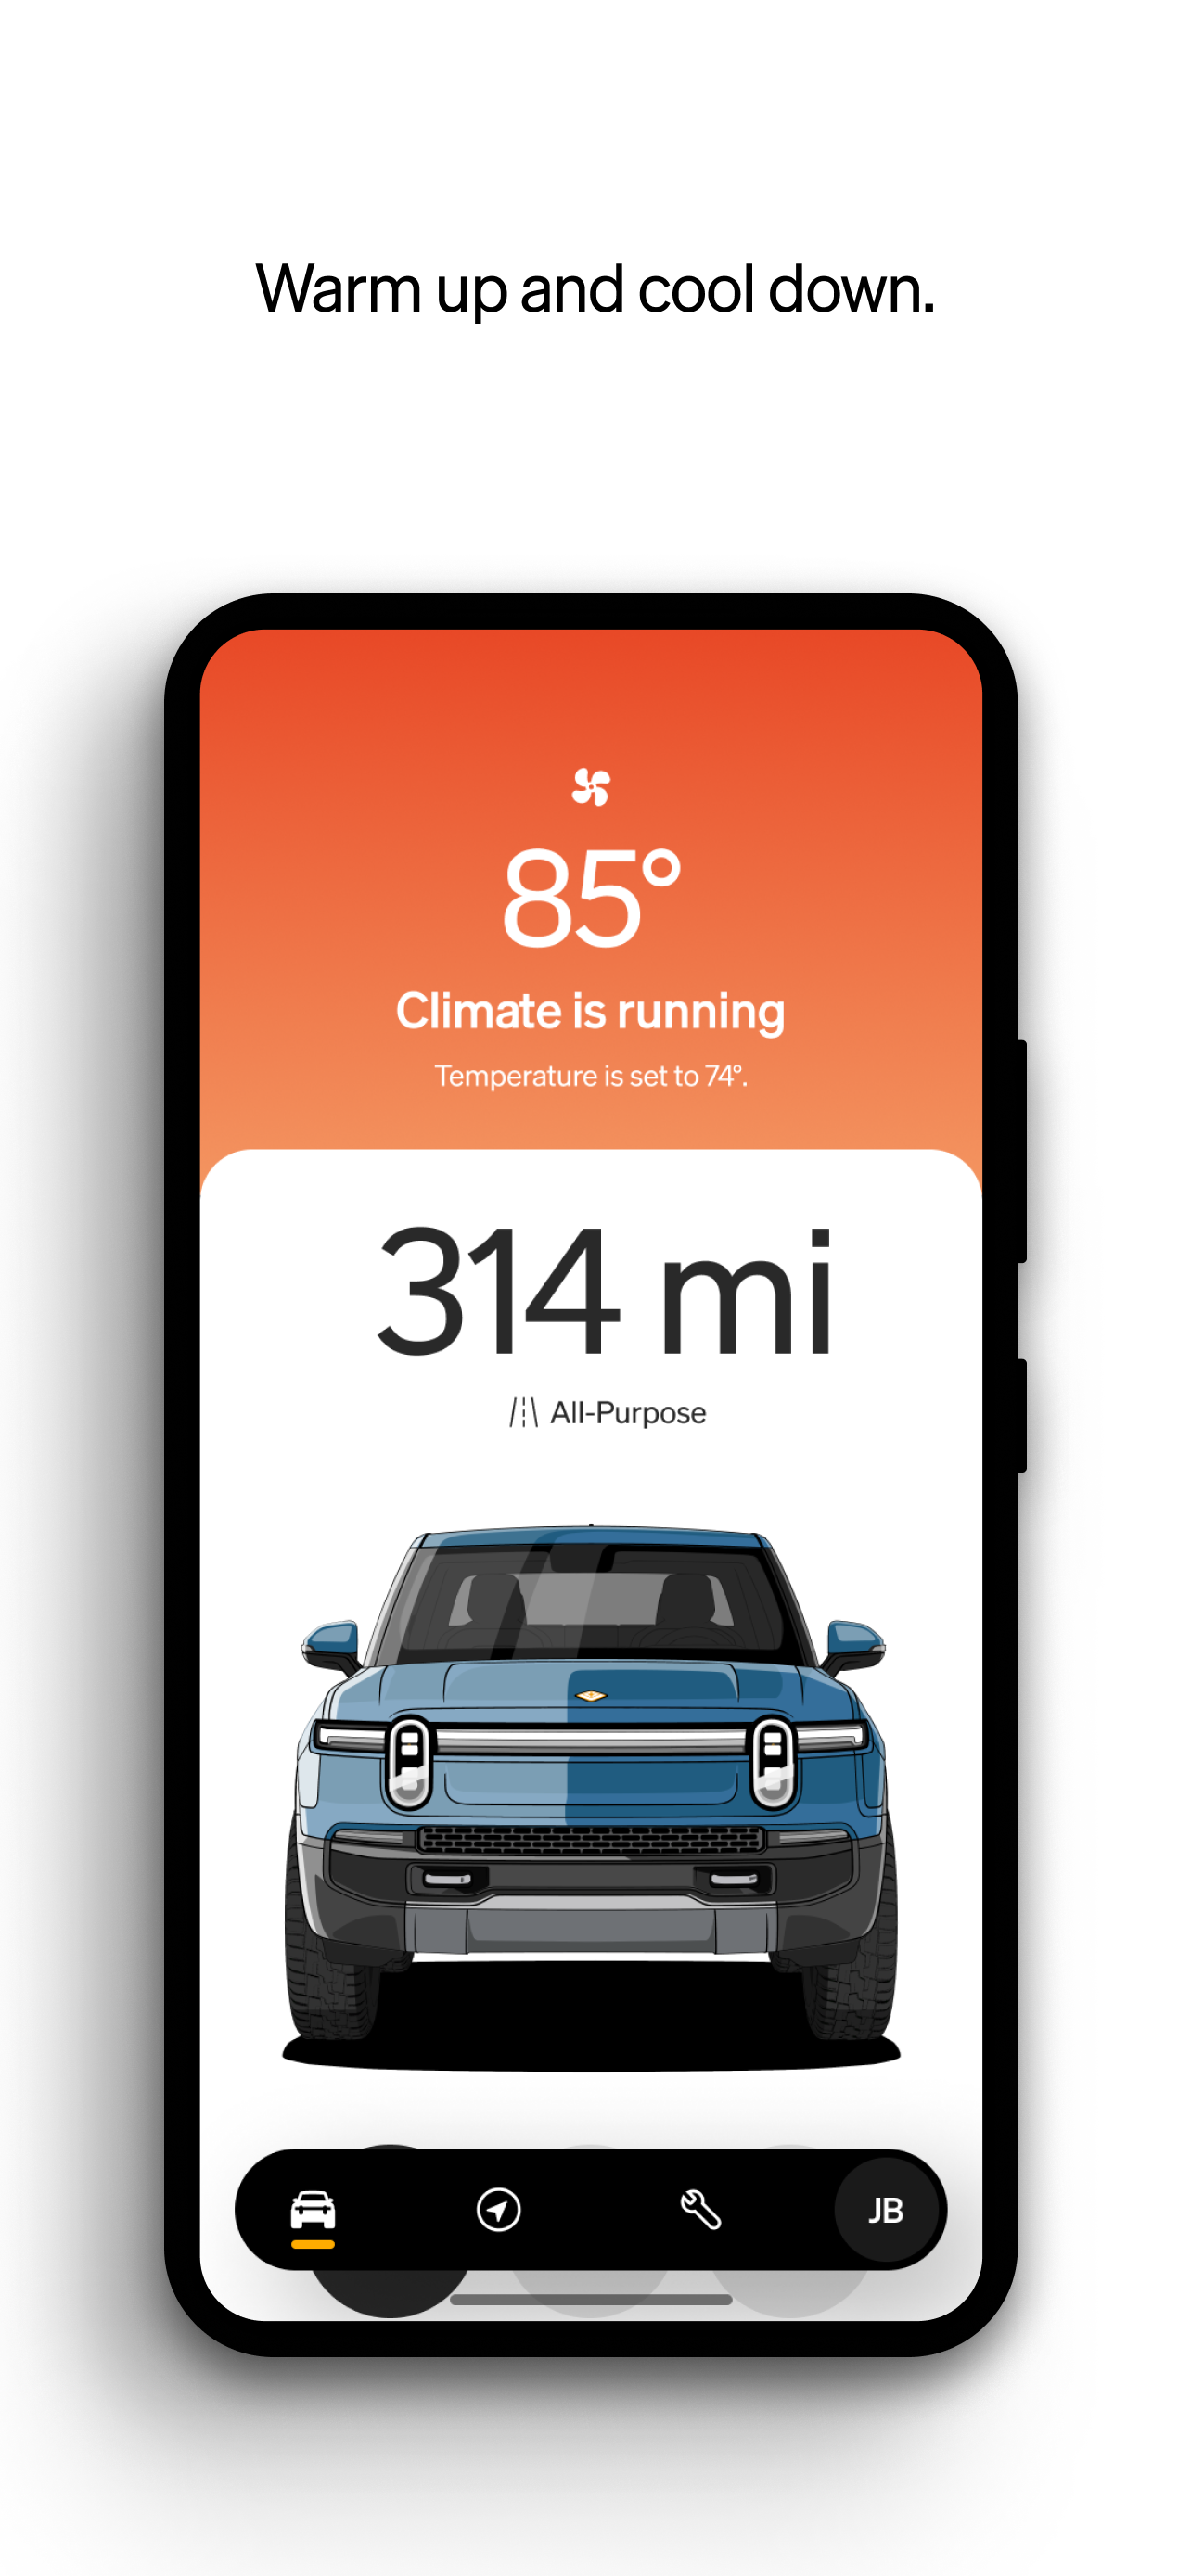 Warm up and cool down.
85°
Climate is running
Temperature is set to 74°.
314 mi
All-Purpose
JB